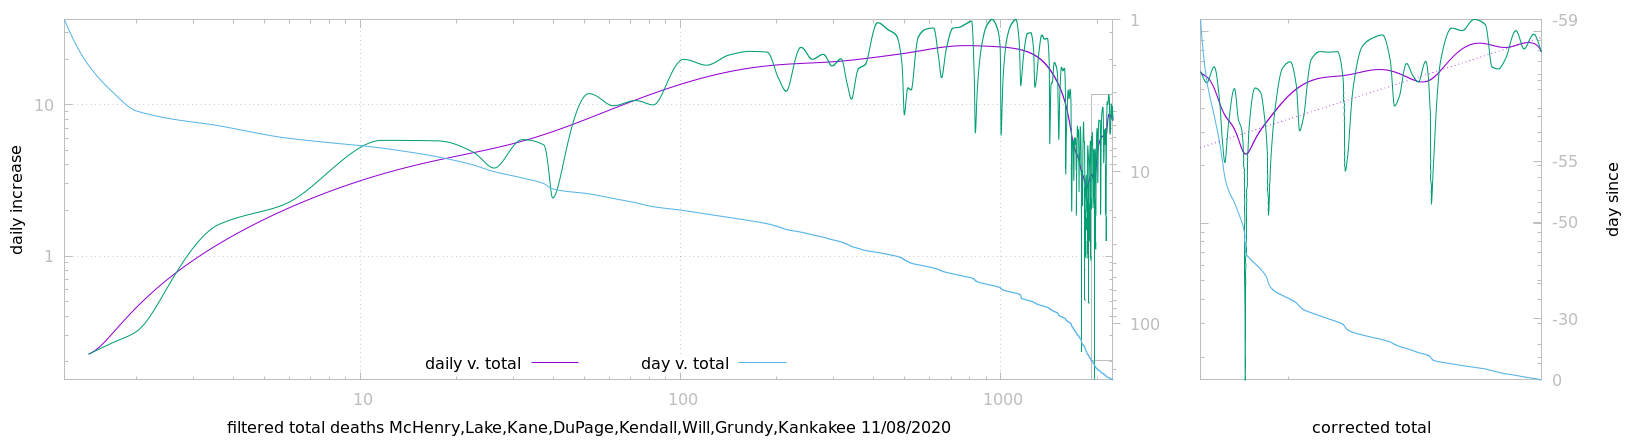 daily increase
10
1
10
100
1000
1
10
100
daily v. total
day v. total
filtered total deaths McHenry,Lake,Kane,DuPage,Kendall,Will,Grundy,Kankakee 11/08/2020
-59
-55
-50
-30
0
day since
corrected total